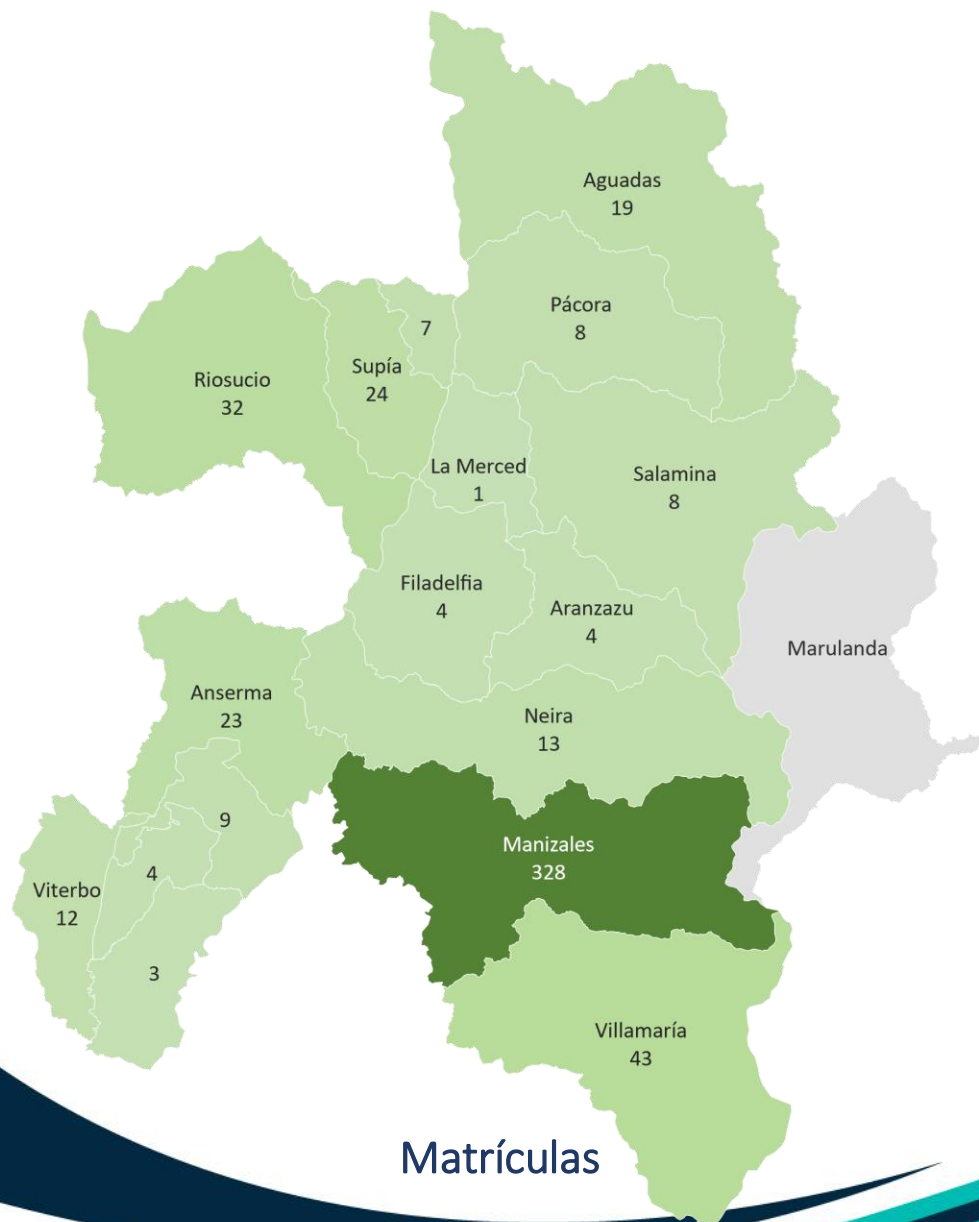 Aguadas
19
Pácora
8
7
Supía
24
Riosucio
32
La Merced
1
Salamina
8
Filadelfia
4
Aranzazu
4
Marulanda
Anserma
23
Neira
13
9
Manizales
328
4
Viterbo
12
3
Villamaría
43
Matrículas